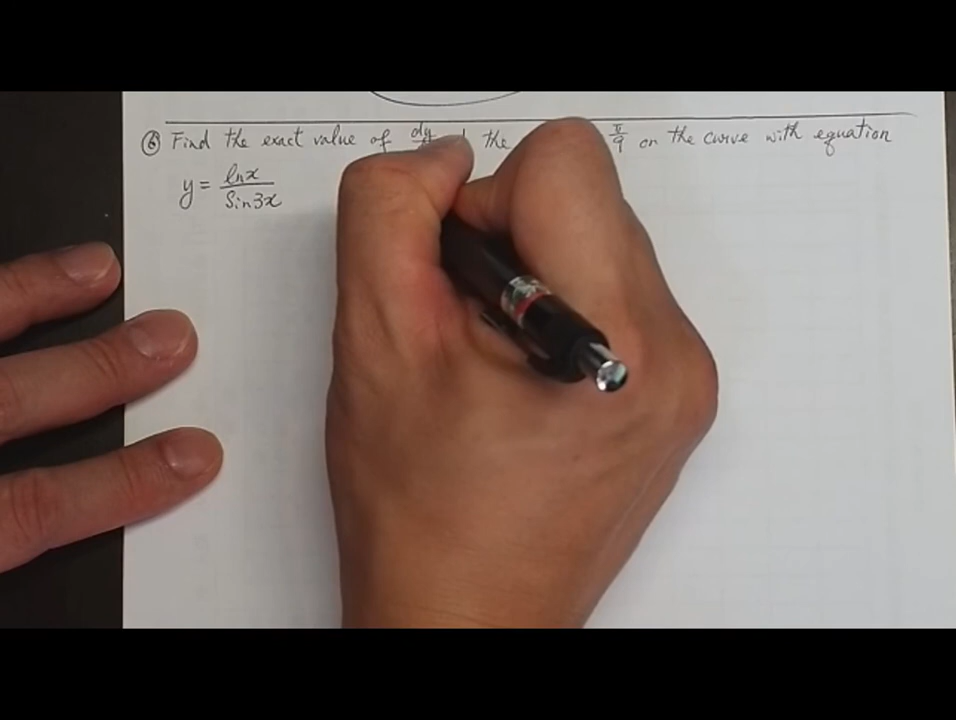 ⑥ Find the exact value of dy the π/9 on the curve with equation
y = lnx / Sin3x